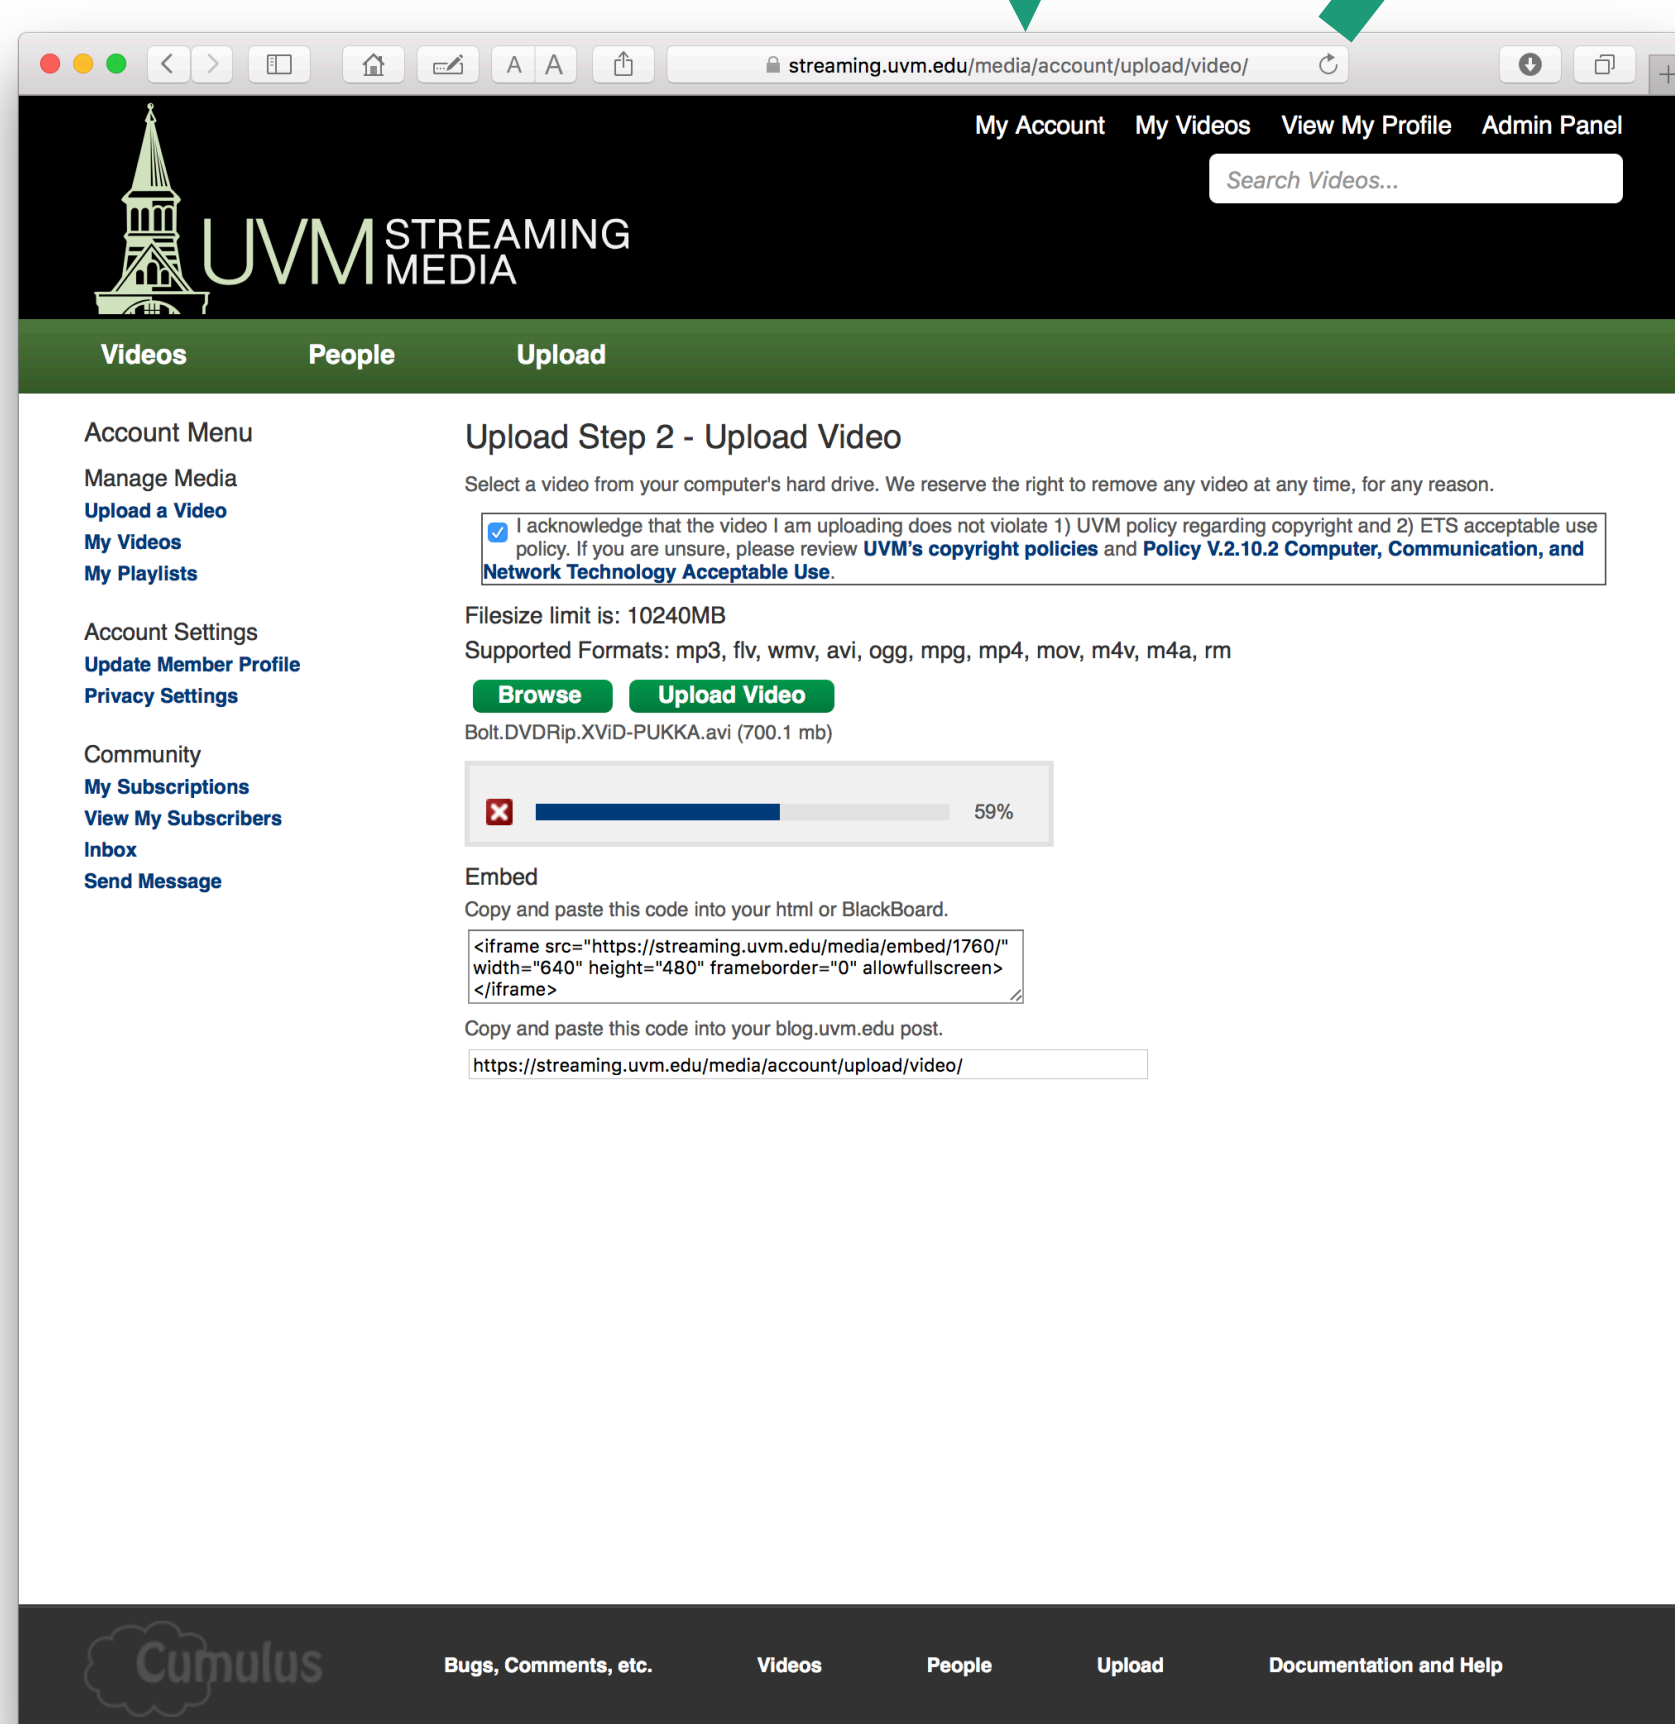 A A
streaming.uvm.edu/media/account/upload/video/
My Account My Videos View My Profile Admin Panel
Search Videos...
UVM STREAMING
MEDIA
Videos People Upload
Account Menu
Manage Media
Upload a Video
My Videos
My Playlists
Account Settings
Update Member Profile
Privacy Settings
Community
My Subscriptions
View My Subscribers
Inbox
Send Message
Upload Step 2 - Upload Video
Select a video from your computer's hard drive. We reserve the right to remove any video at any time, for any reason.
I acknowledge that the video I am uploading does not violate 1) UVM policy regarding copyright and 2) ETS acceptable use
policy. If you are unsure, please review UVM's copyright policies and Policy V.2.10.2 Computer, Communication, and
Network Technology Acceptable Use.
Filesize limit is: 10240MB
Supported Formats: mp3, flv, wmv, avi, ogg, mpg, mp4, mov, m4v, m4a, rm
Browse Upload Video
Bolt.DVDRip.XViD-PUKKA.avi (700.1 mb)
59%
Embed
Copy and paste this code into your html or BlackBoard.
<iframe src="https://streaming.uvm.edu/media/embed/1760/"
width="640" height="480" frameborder="0" allowfullscreen>
</iframe>
Copy and paste this code into your blog.uvm.edu post.
https://streaming.uvm.edu/media/account/upload/video/
Cumulus
Bugs, Comments, etc. Videos People Upload Documentation and Help